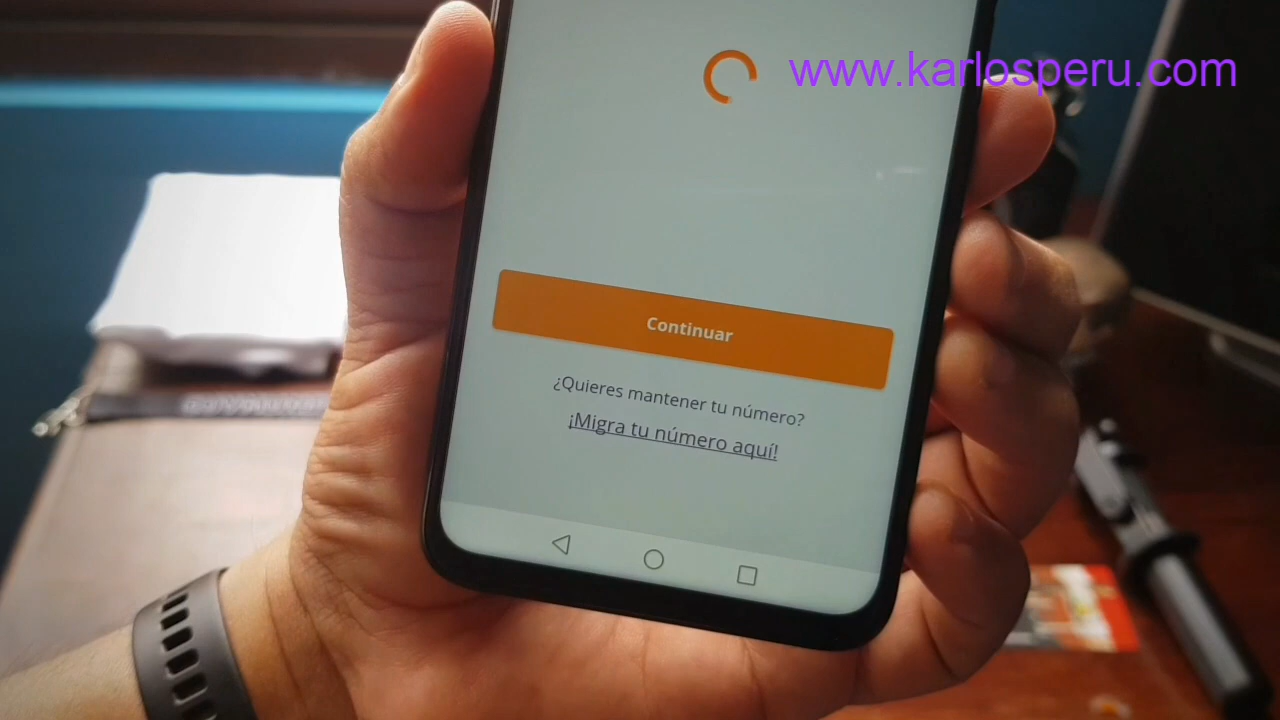 www.karlosperu.com
Continuar
¿Quieres mantener tu número?
¡Migra tu número aquí!